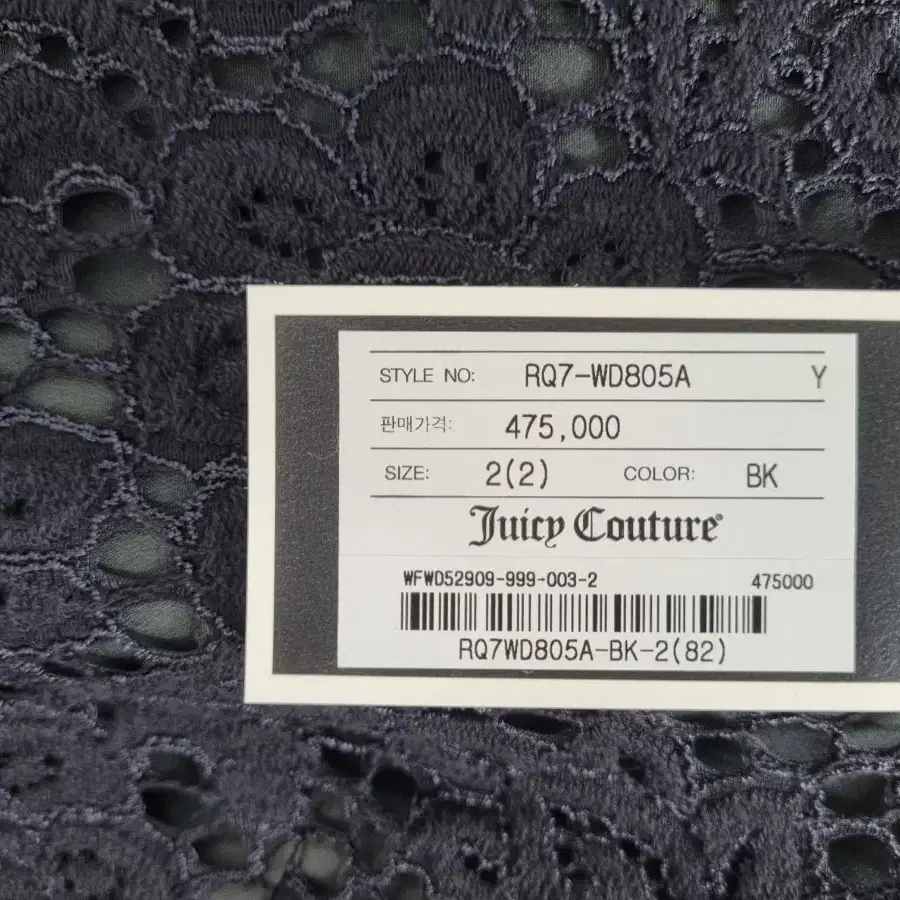 STYLE NO: RQ7-WD805A Y
판매가격: 475,000
SIZE: 2(2) COLOR: BK
Juicy Couture®
WFWD52909-999-003-2 475000
RQ7WD805A-BK-2(82)